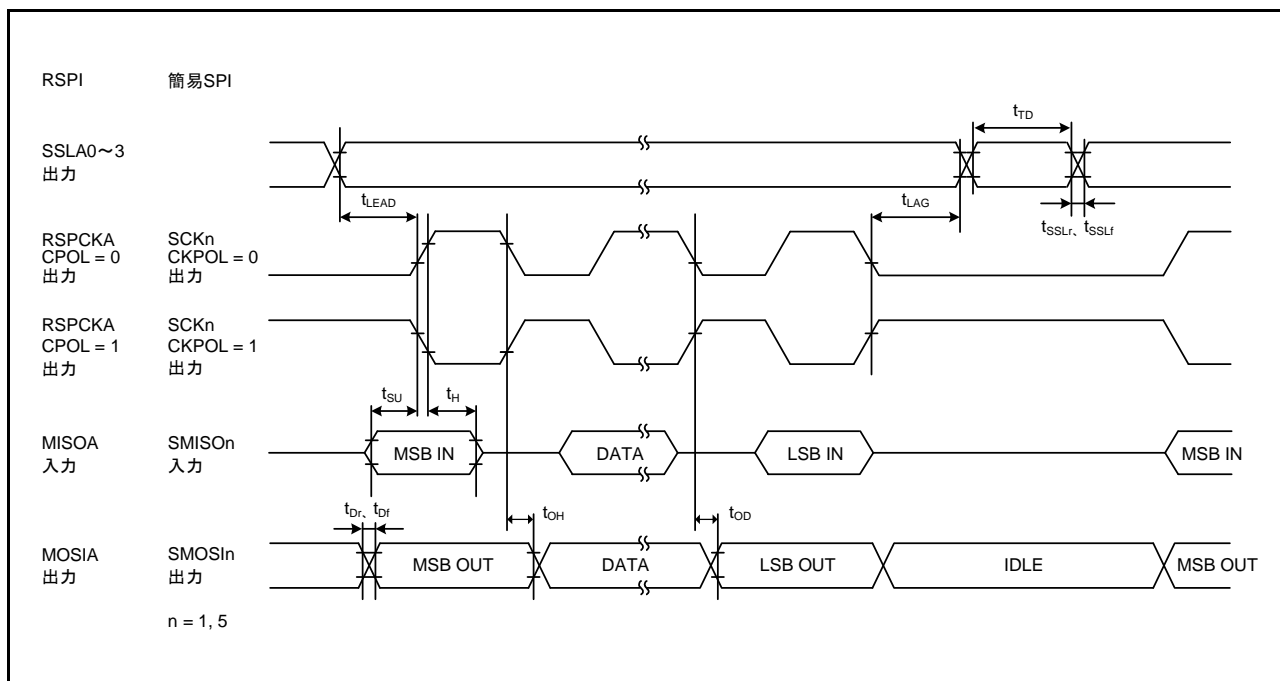 RSPI 簡易SPI
SSLA0～3
出力
tTD
tLEAD
tLAG
tSSLr、tSSLf
RSPCKA
CPOL = 0
出力
SCKn
CKPOL = 0
出力
RSPCKA
CPOL = 1
出力
SCKn
CKPOL = 1
出力
tSU
tH
MISOA
入力
SMISOn
入力
MSB IN
DATA
LSB IN
MSB IN
tDr、tDf
tOH
tOD
MOSIA
出力
SMOSIn
出力
MSB OUT
DATA
LSB OUT
IDLE
MSB OUT
n = 1, 5